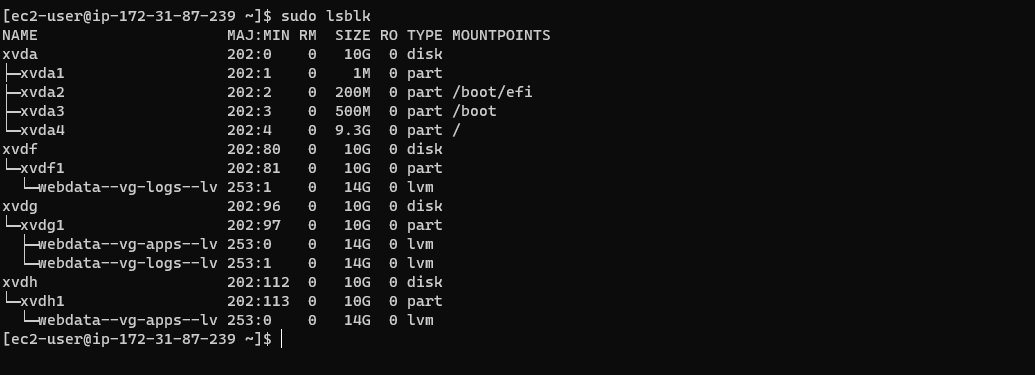 [ec2-user@ip-172-31-87-239 ~]$ sudo lsblk
NAME                     MAJ:MIN RM  SIZE RO TYPE MOUNTPOINTS
xvda                     202:0    0   10G  0 disk
├─xvda1                  202:1    0    1M  0 part
├─xvda2                  202:2    0  200M  0 part /boot/efi
├─xvda3                  202:3    0  500M  0 part /boot
└─xvda4                  202:4    0  9.3G  0 part /
xvdf                     202:80   0   10G  0 disk
└─xvdf1                  202:81   0   10G  0 part
  └─webdata--vg-logs--lv 253:1    0   14G  0 lvm
xvdg                     202:96   0   10G  0 disk
└─xvdg1                  202:97   0   10G  0 part
  ├─webdata--vg-apps--lv 253:0    0   14G  0 lvm
  └─webdata--vg-logs--lv 253:1    0   14G  0 lvm
xvdh                     202:112  0   10G  0 disk
└─xvdh1                  202:113  0   10G  0 part
  └─webdata--vg-apps--lv 253:0    0   14G  0 lvm
[ec2-user@ip-172-31-87-239 ~]$